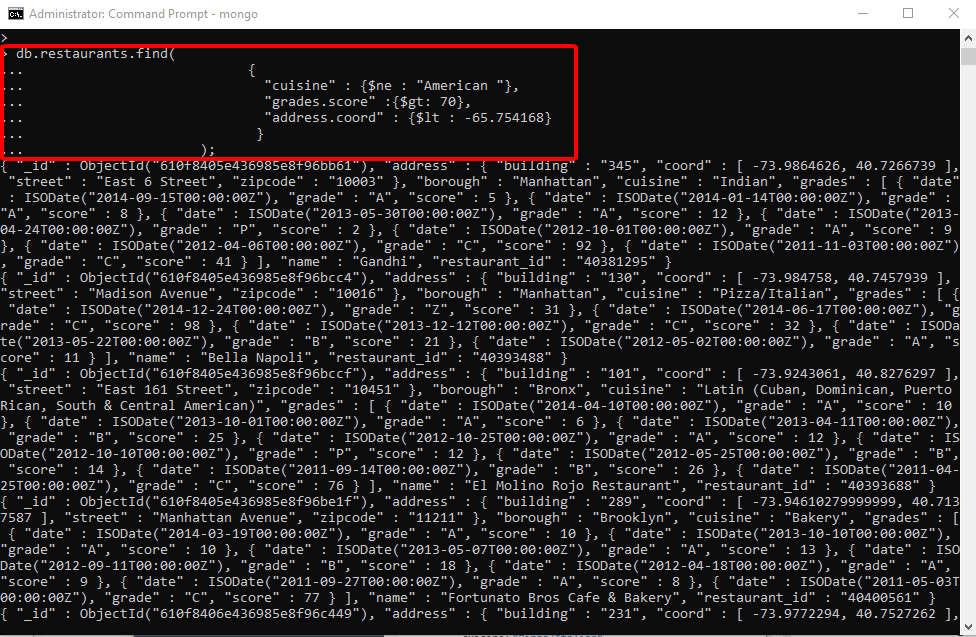 Administrator: Command Prompt - mongo
>
> db.restaurants.find(
... {
... "cuisine" : {$ne : "American "},
... "grades.score" :{$gt: 70},
... "address.coord" : {$lt : -65.754168}
... }
... );
{ "_id" : ObjectId("610f8405e436985e8f96bb61"), "address" : { "building" : "345", "coord" : [ -73.9864626, 40.7266739 ],
"street" : "East 6 Street", "zipcode" : "10003" }, "borough" : "Manhattan", "cuisine" : "Indian", "grades" : [ { "date"
: ISODate("2014-09-15T00:00:00Z"), "grade" : "A", "score" : 5 }, { "date" : ISODate("2014-01-14T00:00:00Z"), "grade" :
"A", "score" : 8 }, { "date" : ISODate("2013-05-30T00:00:00Z"), "grade" : "A", "score" : 12 }, { "date" : ISODate("2013-
04-24T00:00:00Z"), "grade" : "P", "score" : 2 }, { "date" : ISODate("2012-10-01T00:00:00Z"), "grade" : "A", "score" : 9
}, { "date" : ISODate("2012-04-06T00:00:00Z"), "grade" : "C", "score" : 92 }, { "date" : ISODate("2011-11-03T00:00:00Z")
, "grade" : "C", "score" : 41 } ], "name" : "Gandhi", "restaurant_id" : "40381295" }
{ "_id" : ObjectId("610f8405e436985e8f96bcc4"), "address" : { "building" : "130", "coord" : [ -73.984758, 40.7457939 ],
"street" : "Madison Avenue", "zipcode" : "10016" }, "borough" : "Manhattan", "cuisine" : "Pizza/Italian", "grades" : [ {
"date" : ISODate("2014-12-24T00:00:00Z"), "grade" : "Z", "score" : 31 }, { "date" : ISODate("2014-06-17T00:00:00Z"), "g
rade" : "C", "score" : 98 }, { "date" : ISODate("2013-12-12T00:00:00Z"), "grade" : "C", "score" : 32 }, { "date" : ISODa
te("2013-05-22T00:00:00Z"), "grade" : "B", "score" : 21 }, { "date" : ISODate("2012-05-02T00:00:00Z"), "grade" : "A", "s
core" : 11 } ], "name" : "Bella Napoli", "restaurant_id" : "40393488" }
{ "_id" : ObjectId("610f8405e436985e8f96bccf"), "address" : { "building" : "101", "coord" : [ -73.9243061, 40.8276297 ],
"street" : "East 161 Street", "zipcode" : "10451" }, "borough" : "Bronx", "cuisine" : "Latin (Cuban, Dominican, Puerto
Rican, South & Central American)", "grades" : [ { "date" : ISODate("2014-04-10T00:00:00Z"), "grade" : "A", "score" : 10
}, { "date" : ISODate("2013-10-01T00:00:00Z"), "grade" : "A", "score" : 6 }, { "date" : ISODate("2013-04-11T00:00:00Z"),
"grade" : "B", "score" : 25 }, { "date" : ISODate("2012-10-25T00:00:00Z"), "grade" : "A", "score" : 12 }, { "date" : IS
ODate("2012-10-10T00:00:00Z"), "grade" : "P", "score" : 12 }, { "date" : ISODate("2012-05-25T00:00:00Z"), "grade" : "B",
"score" : 14 }, { "date" : ISODate("2011-09-14T00:00:00Z"), "grade" : "B", "score" : 26 }, { "date" : ISODate("2011-04-
25T00:00:00Z"), "grade" : "C", "score" : 76 } ], "name" : "El Molino Rojo Restaurant", "restaurant_id" : "40393688" }
{ "_id" : ObjectId("610f8405e436985e8f96be1f"), "address" : { "building" : "289", "coord" : [ -73.94610279999999, 40.713
7587 ], "street" : "Manhattan Avenue", "zipcode" : "11211" }, "borough" : "Brooklyn", "cuisine" : "Bakery", "grades" : [
{ "date" : ISODate("2014-03-19T00:00:00Z"), "grade" : "A", "score" : 10 }, { "date" : ISODate("2013-10-10T00:00:00Z"),
"grade" : "A", "score" : 10 }, { "date" : ISODate("2013-05-07T00:00:00Z"), "grade" : "A", "score" : 13 }, { "date" : ISO
Date("2012-09-11T00:00:00Z"), "grade" : "B", "score" : 18 }, { "date" : ISODate("2012-04-18T00:00:00Z"), "grade" : "A",
"score" : 9 }, { "date" : ISODate("2011-09-27T00:00:00Z"), "grade" : "A", "score" : 8 }, { "date" : ISODate("2011-05-03T
00:00:00Z"), "grade" : "C", "score" : 77 } ], "name" : "Fortunato Bros Cafe & Bakery", "restaurant_id" : "40400561" }
{ "_id" : ObjectId("610f8406e436985e8f96c449"), "address" : { "building" : "231", "coord" : [ -73.9772294, 40.7527262 ],